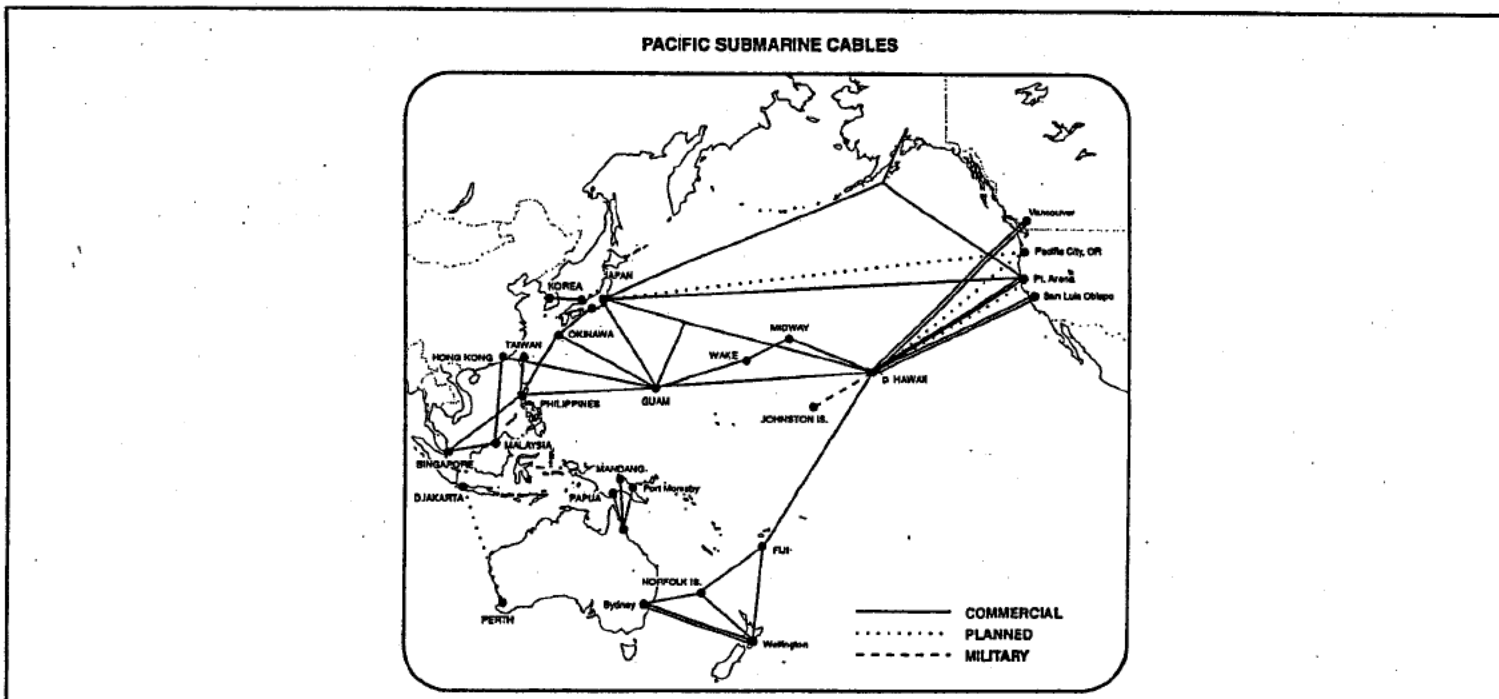 PACIFIC SUBMARINE CABLES
Vancouver
Pacific City, OR
Pt. Arena
San Luis Obispo
JAPAN
KOREA
OKINAWA
TAIWAN
HONG KONG
MIDWAY
WAKE
HAWAII
PHILIPPINES
GUAM
JOHNSTON IS.
MALAYSIA
SINGAPORE
MANDANG
DJAKARTA
PAPUA
Port Moresby
FIJI
NORFOLK IS.
Sydney
PERTH
Wellington
COMMERCIAL
PLANNED
MILITARY